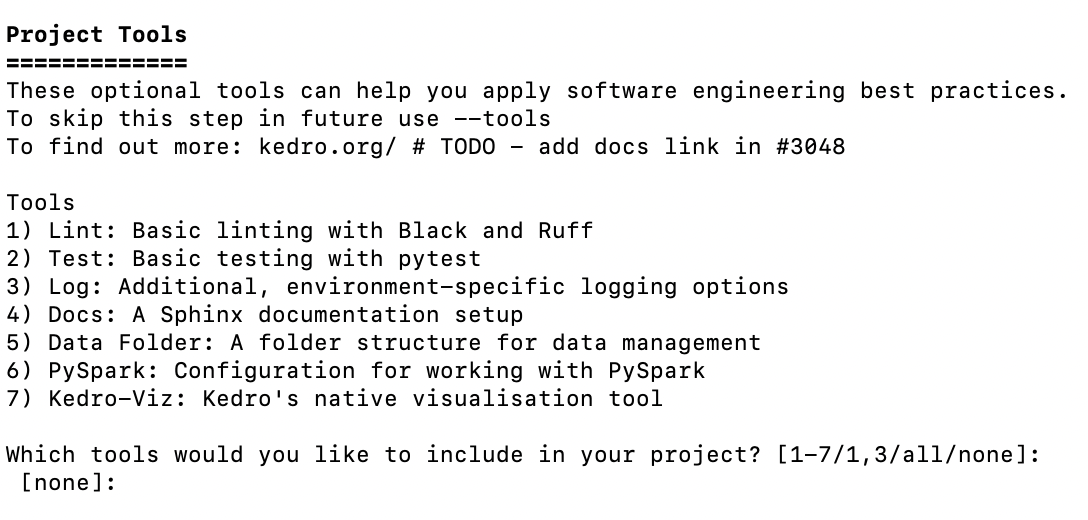 Project Tools
=============
These optional tools can help you apply software engineering best practices.
To skip this step in future use --tools
To find out more: kedro.org/ # TODO - add docs link in #3048
Tools
1) Lint: Basic linting with Black and Ruff
2) Test: Basic testing with pytest
3) Log: Additional, environment-specific logging options
4) Docs: A Sphinx documentation setup
5) Data Folder: A folder structure for data management
6) PySpark: Configuration for working with PySpark
7) Kedro-Viz: Kedro's native visualisation tool
Which tools would you like to include in your project? [1-7/1,3/all/none]:
[none]: